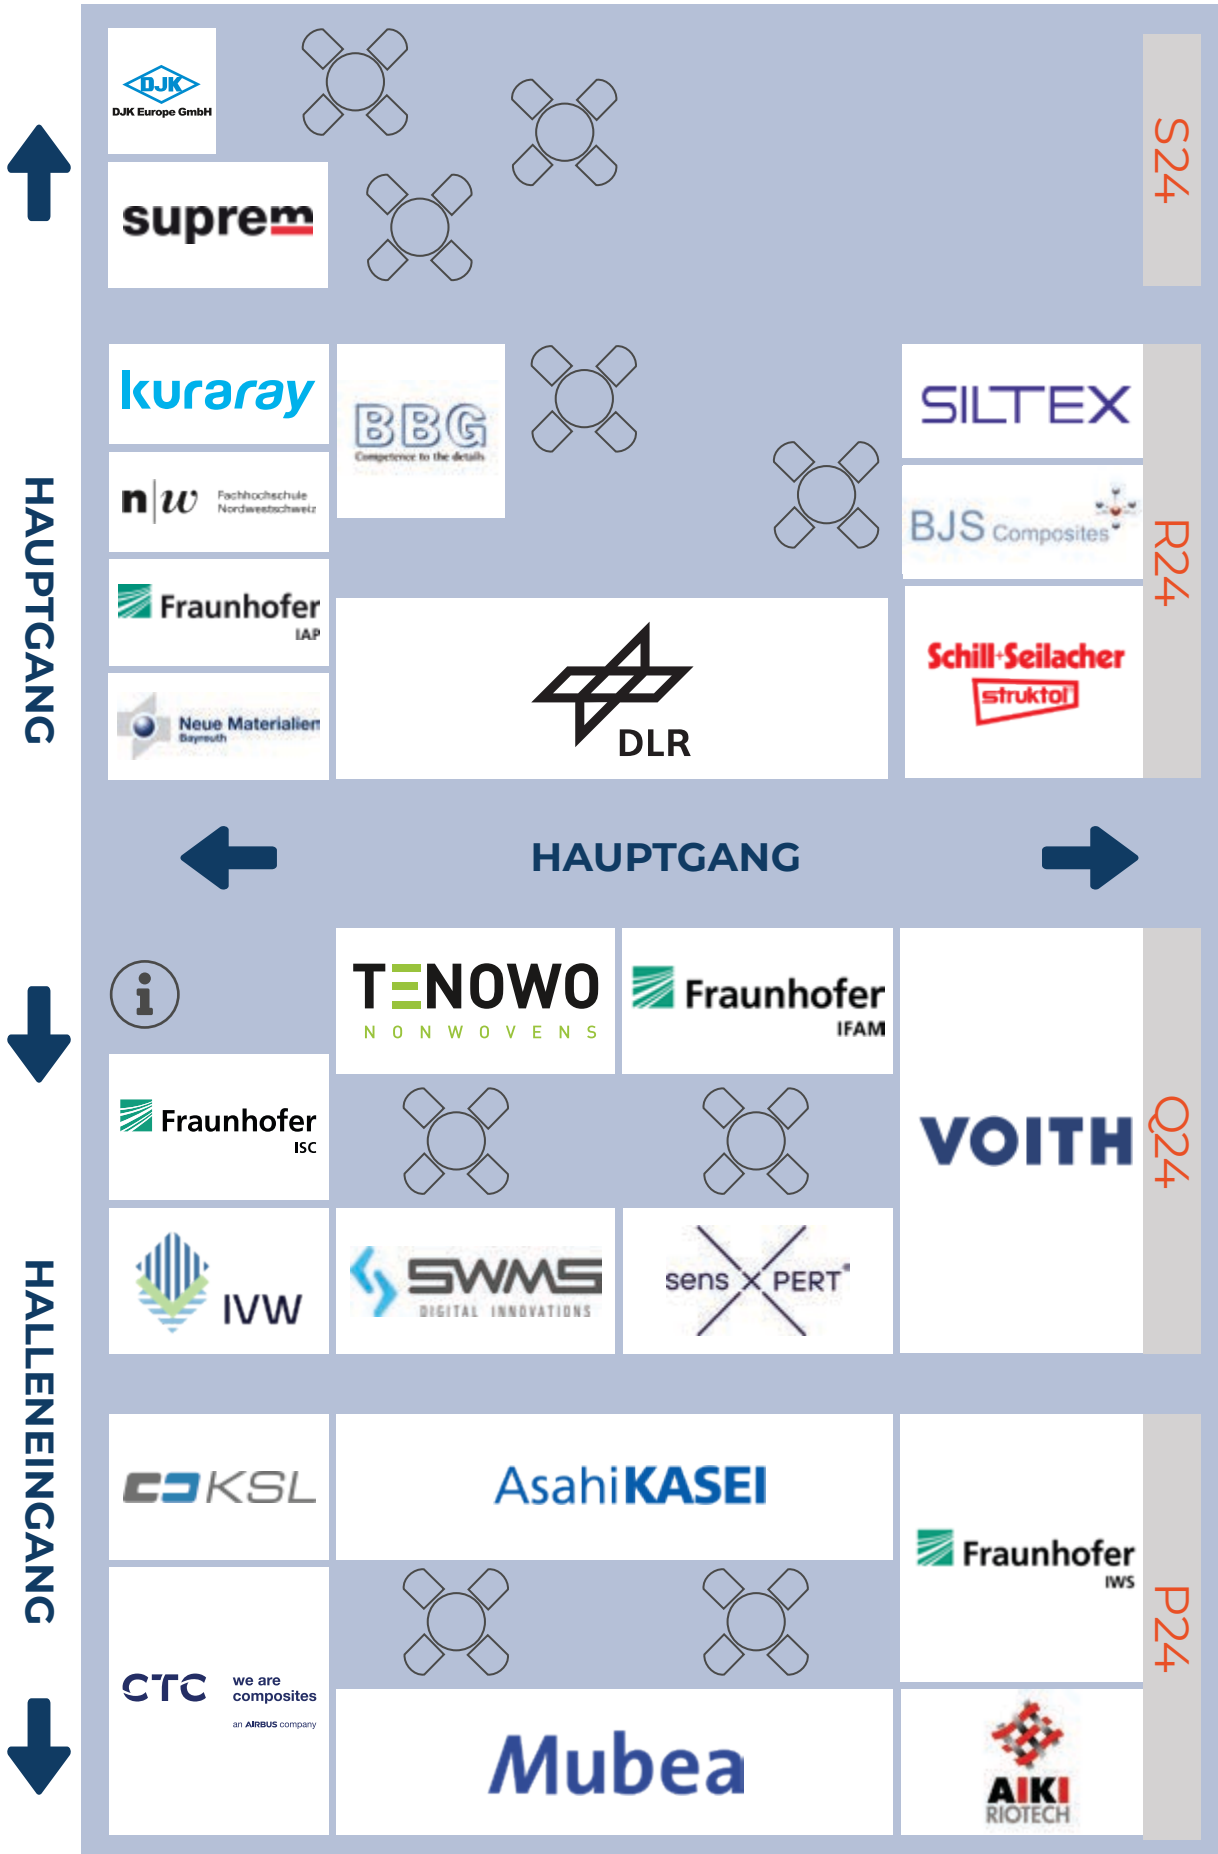 DJK
DJK Europe GmbH
suprem
S24
kuraray
BBG
Competence to the details
SILTEX
n|w Fachhochschule
Nordwestschweiz
BJS Composites
R24
HAUPTGANG
Fraunhofer
IAP
Neue Materialien
Bayreuth
DLR
Schill+Seilacher
struktol®
HAUPTGANG
i
TENOWO
NONWOVENS
Fraunhofer
IFAM
Fraunhofer
ISC
VOITH
Q24
IVW
SWMS
DIGITAL INNOVATIONS
sensXPERT®
HALLENEINGANG
KSL
AsahiKASEI
Fraunhofer
IWS
P24
CTC
we are
composites
an AIRBUS company
Mubea
AIKI
RIOTECH